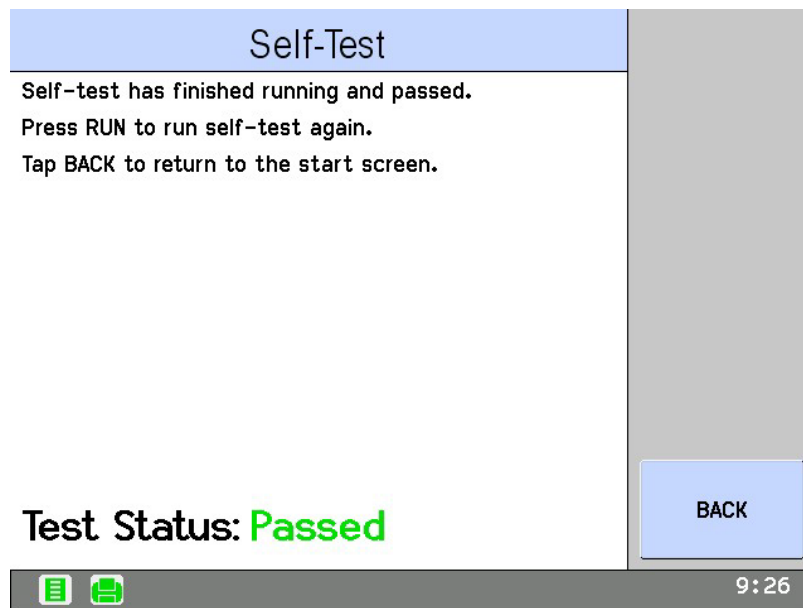 Self-Test
Self-test has finished running and passed.
Press RUN to run self-test again.
Tap BACK to return to the start screen.
Test Status: Passed
BACK
9:26